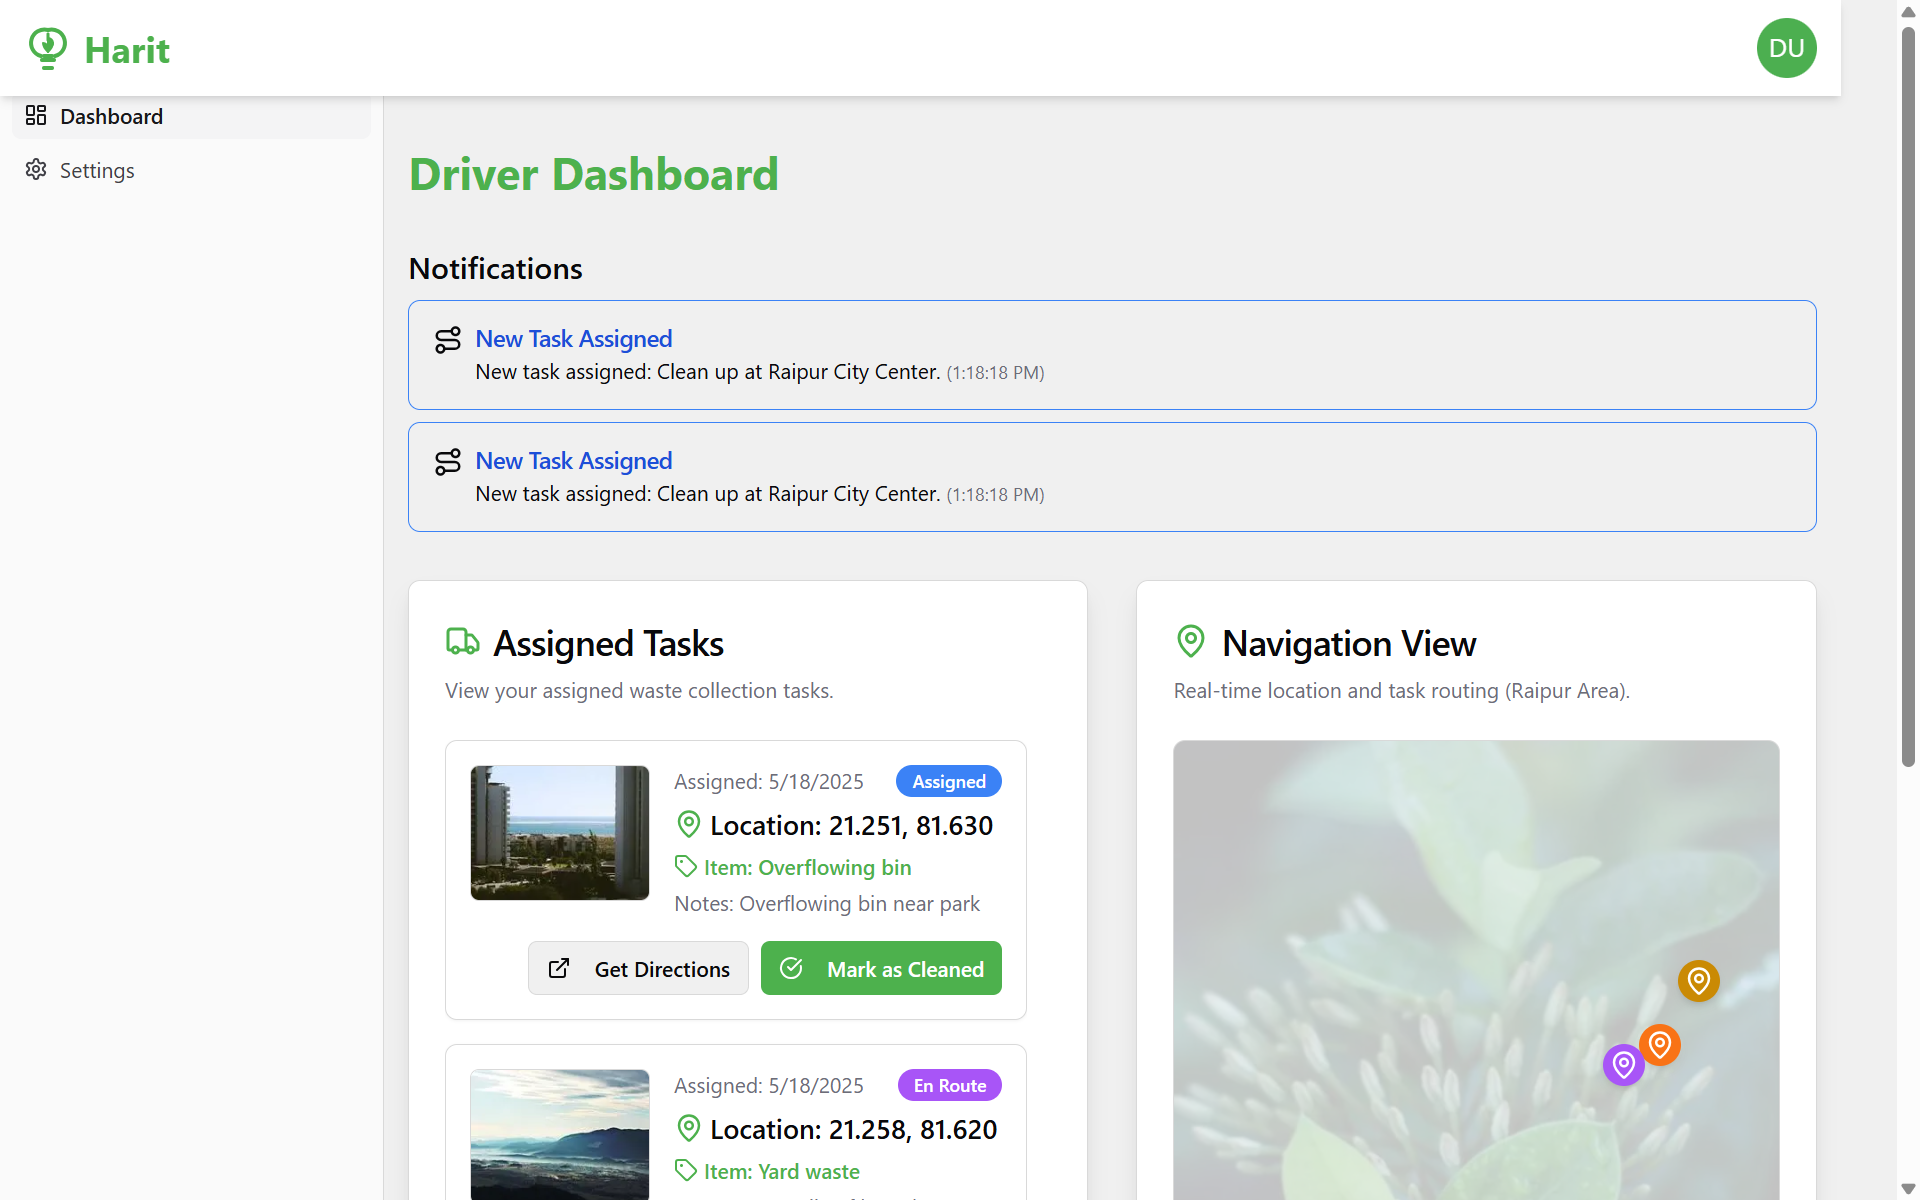 Harit
DU
Dashboard
Settings
Driver Dashboard
Notifications
New Task Assigned
New task assigned: Clean up at Raipur City Center. (1:18:18 PM)
New Task Assigned
New task assigned: Clean up at Raipur City Center. (1:18:18 PM)
Assigned Tasks
View your assigned waste collection tasks.
Assigned: 5/18/2025 Assigned
Location: 21.251, 81.630
Item: Overflowing bin
Notes: Overflowing bin near park
Get Directions Mark as Cleaned
Assigned: 5/18/2025 En Route
Location: 21.258, 81.620
Item: Yard waste
Navigation View
Real-time location and task routing (Raipur Area).